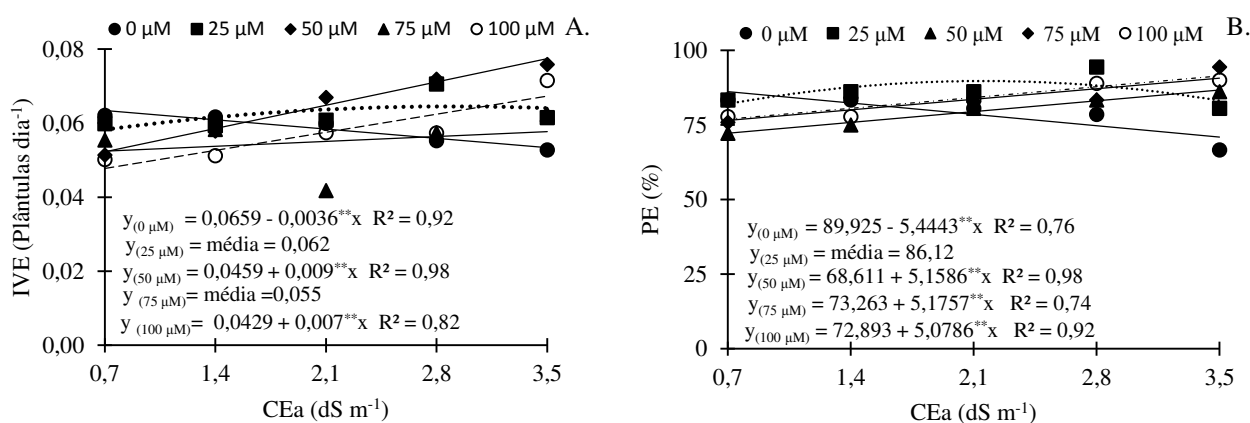 ● 0 µM ■ 25 µM ◆ 50 µM ▲ 75 µM ○ 100 µM A.
0,08
0,06
0,04
0,02
0,00
IVE (Plântulas dia⁻¹)
y(0 µM) = 0,0659 - 0,0036**x R² = 0,92
y(25 µM) = média = 0,062
y(50 µM) = 0,0459 + 0,009**x R² = 0,98
y (75 µM)= média =0,055
y (100 µM)= 0,0429 + 0,007**x R² = 0,82
0,7 1,4 2,1 2,8 3,5
CEa (dS m⁻¹)
● 0 µM ■ 25 µM ▲ 50 µM ◆ 75 µM ○ 100 µM B.
100
75
50
25
0
PE (%)
y(0 µM) = 89,925 - 5,4443**x R² = 0,76
y(25 µM) = média = 86,12
y(50 µM) = 68,611 + 5,1586**x R² = 0,98
y(75 µM) = 73,263 + 5,1757**x R² = 0,74
y(100 µM) = 72,893 + 5,0786**x R² = 0,92
0,7 1,4 2,1 2,8 3,5
CEa (dS m⁻¹)